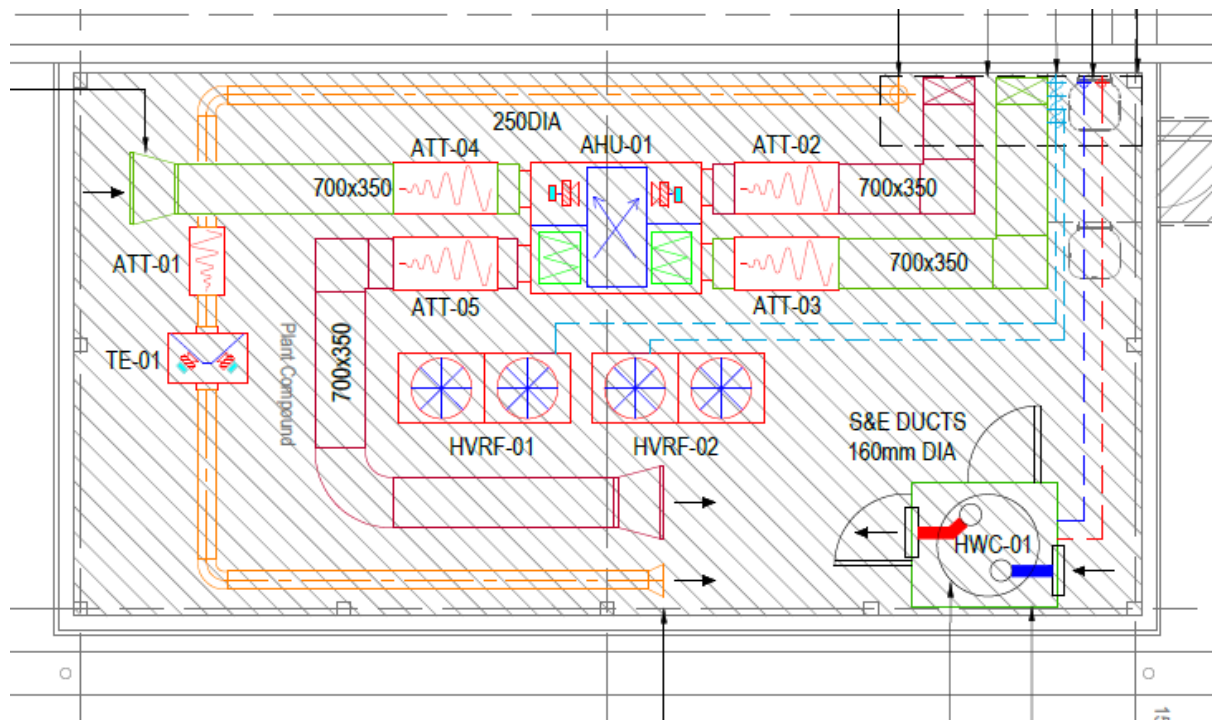 250DIA
ATT-04
AHU-01
ATT-02
700x350
700x350
ATT-01
700x350
ATT-05
ATT-03
TE-01
Plant Compound
700x350
HVRF-01
HVRF-02
S&E DUCTS
160mm DIA
HWC-01